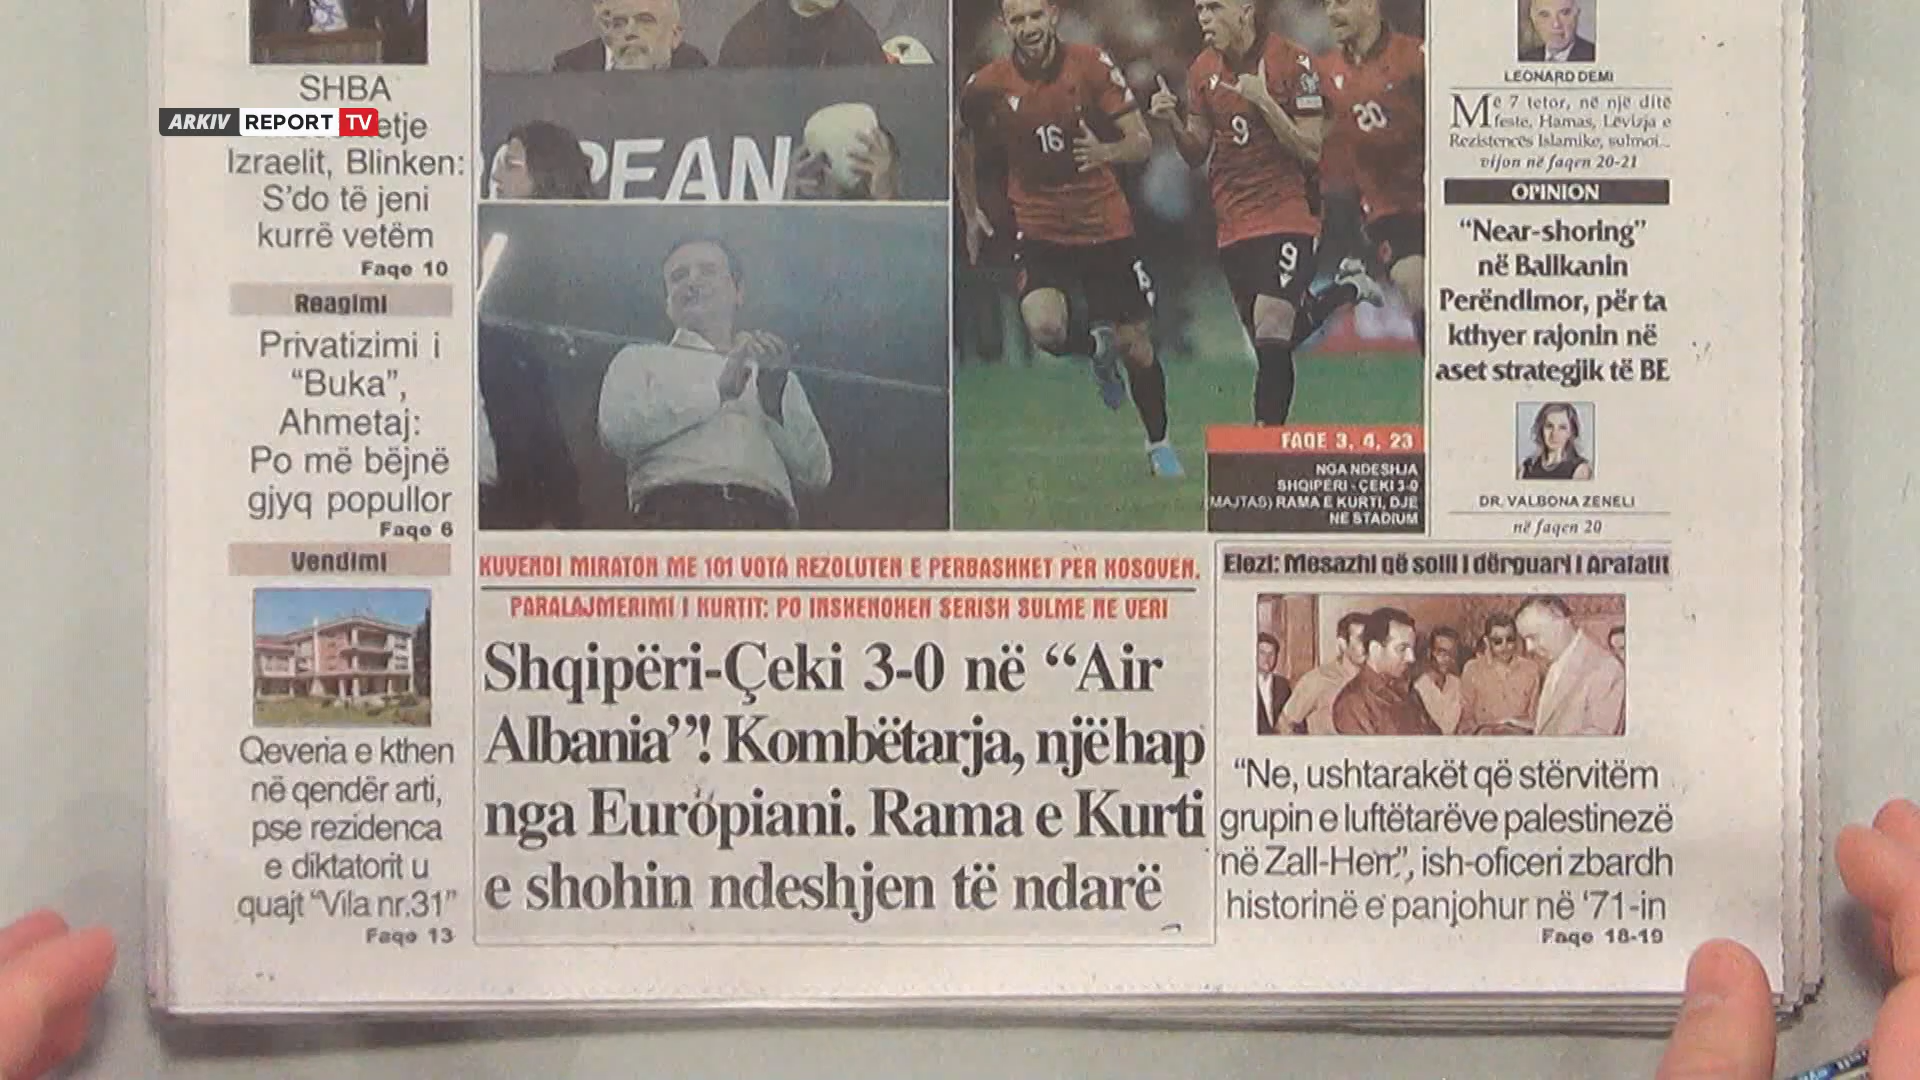 ARKIV REPORT TV
SHBA
etje
Izraelit, Blinken:
S'do të jeni
kurrë vetëm
Faqe 10
Reagimi
Privatizimi i
“Buka”,
Ahmetaj:
Po më bëjnë
gjyq popullor
Faqe 6
Vendimi
Qeveria e kthen
në qendër arti,
pse rezidenca
e diktatorit u
quajt “Vila nr.31”
Faqe 13
PEAN
16
9
20
9
FAQE 3, 4, 23
NGA NDESHJA
SHQIPERI - ÇEKI 3-0
(MAJTAS) RAMA E KURTI, DJE
NE STADIUM
KUVENDI MIRATON ME 101 VOTA REZOLUTEN E PERBASHKET PER KOSOVEN.
PARALAJMERIMI I KURTIT: PO INSKENOHEN SERISH SULME NE VERI
Shqipëri-Çeki 3-0 në “Air
Albania”! Kombëtarja, një hap
nga Europiani. Rama e Kurti
e shohin ndeshjen të ndarë
LEONARD DEMI
Më 7 tetor, në një ditë
feste, Hamas, Lëvizja e
Rezistencës Islamike, sulmoi...
vijon në faqen 20-21
OPINION
“Near-shoring”
në Ballkanin
Perëndimor, për ta
kthyer rajonin në
aset strategjik të BE
DR. VALBONA ZENELI
në faqen 20
Elezi: Mesazhi që solli i dërguari i Arafatit
“Ne, ushtarakët që stërvitëm
grupin e luftëtarëve palestinezë
në Zall-Herr”, ish-oficeri zbardh
historinë e panjohur në ‘71-in
Faqe 18-19